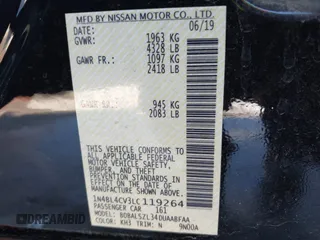 MFD BY NISSAN MOTOR CO., LTD.
DATE: 06/19
GVWR: 1963 KG
4328 LB
GAWR FR.: 1097 KG
2418 LB
GAWR 945 KG
2083 LB
THIS VEHICLE CONFORMS TO ALL
APPLICABLE U.S. FEDERAL MOTOR
VEHICLE SAFETY, BUMPER, AND
THEFT PREVENTION STANDARDS
IN EFFECT ON THE DATE OF
MANUFACTURE SHOWN ABOVE.
1N4BL4CV3LC119264
PASSENGER CAR 161
MODEL:
COLOR: KH3 TRIM: N 9N00A